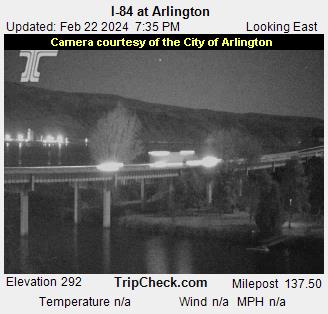 I-84 at Arlington
Updated: Feb 22 2024 7:35 PM Looking East
Camera courtesy of the City of Arlington
Elevation 292 TripCheck.com Milepost 137.50
Temperature n/a Wind n/a MPH n/a